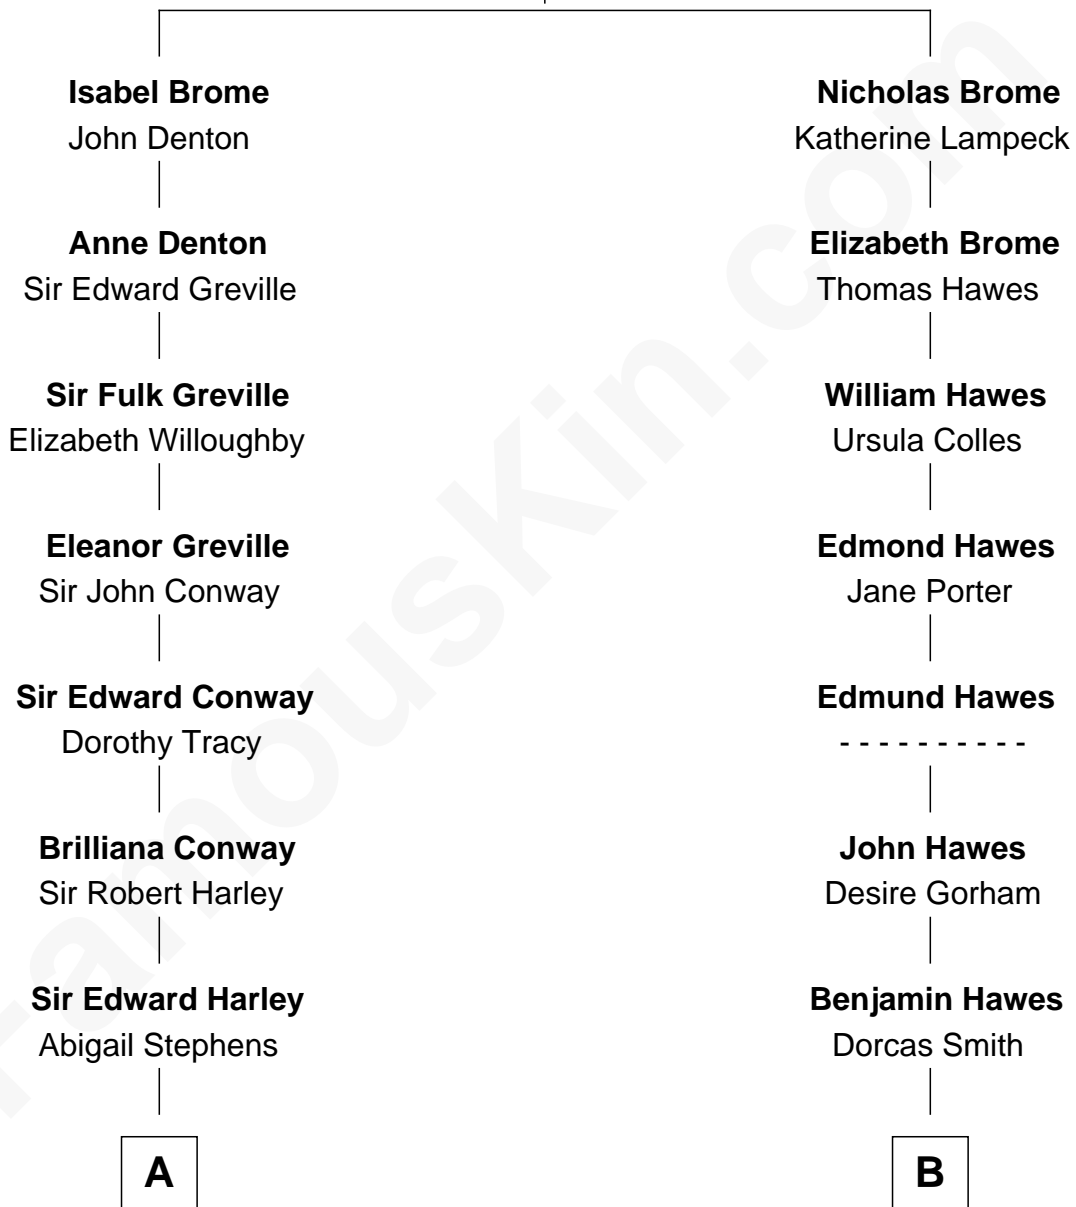 Isabel Brome
John Denton
Anne Denton
Sir Edward Greville
Sir Fulk Greville
Elizabeth Willoughby
Eleanor Greville
Sir John Conway
Sir Edward Conway
Dorothy Tracy
Brilliana Conway
Sir Robert Harley
Sir Edward Harley
Abigail Stephens
A
Nicholas Brome
Katherine Lampeck
Elizabeth Brome
Thomas Hawes
William Hawes
Ursula Colles
Edmond Hawes
Jane Porter
Edmund Hawes
- - - - - - - - - -
John Hawes
Desire Gorham
Benjamin Hawes
Dorcas Smith
B
FamousKin.com